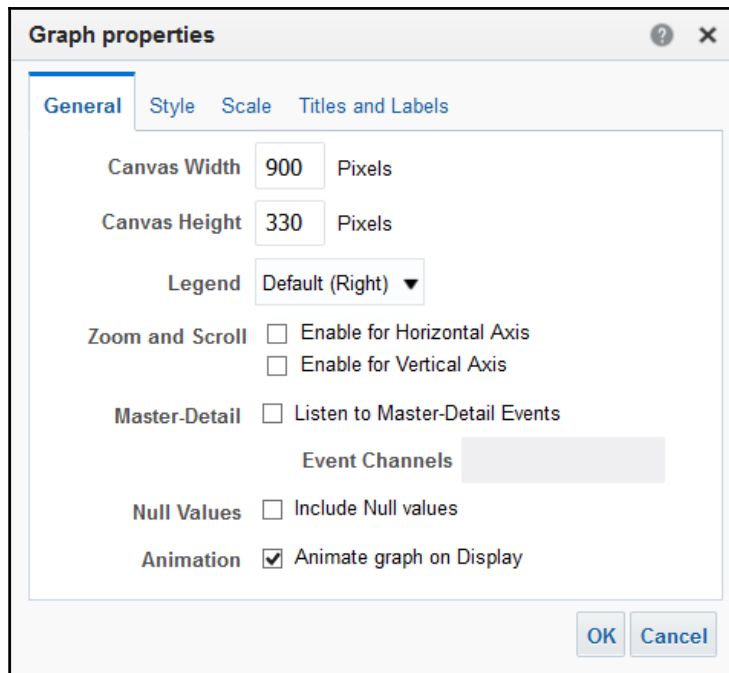 Graph properties
General Style Scale Titles and Labels
Canvas Width 900 Pixels
Canvas Height 330 Pixels
Legend Default (Right)
Zoom and Scroll Enable for Horizontal Axis
Enable for Vertical Axis
Master-Detail Listen to Master-Detail Events
Event Channels
Null Values Include Null values
Animation Animate graph on Display
OK Cancel